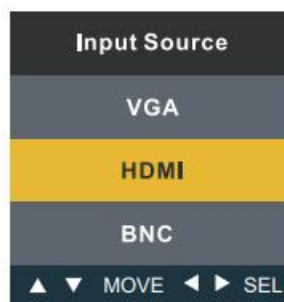 Input Source
VGA
HDMI
BNC
▲ ▼ MOVE ◀ ▶ SEL